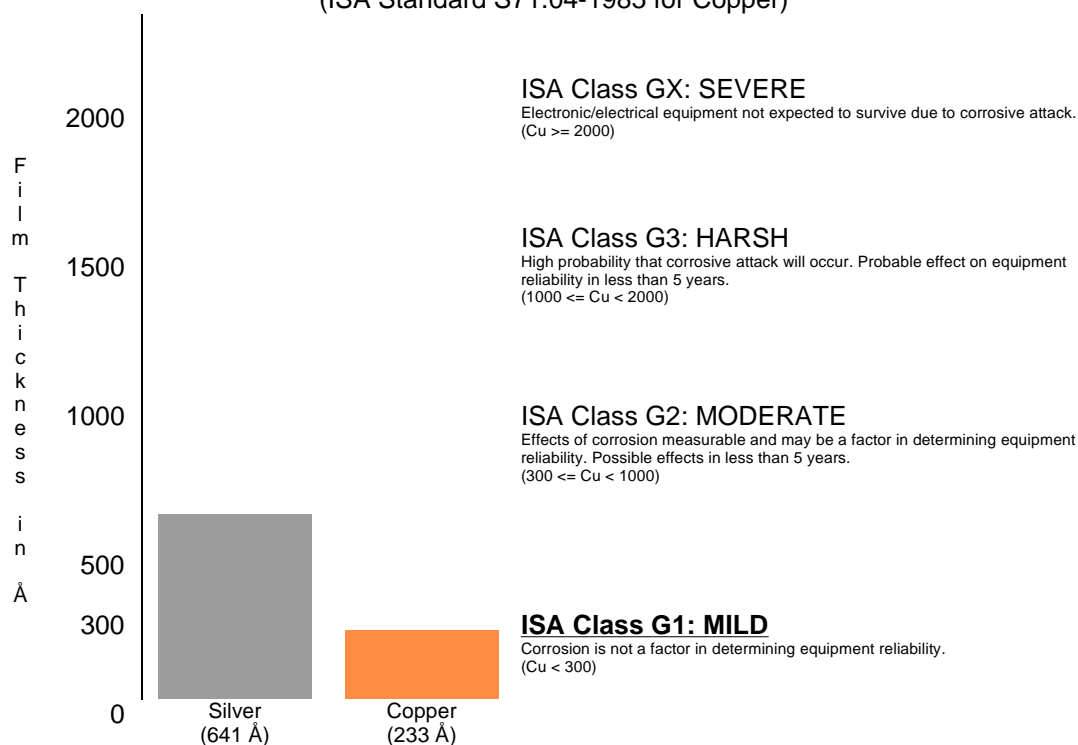 (ISA Standard S71.04-1985 for Copper)
Film Thickness in Å
2000
1500
1000
500
300
0
ISA Class GX: SEVERE
Electronic/electrical equipment not expected to survive due to corrosive attack.
(Cu >= 2000)
ISA Class G3: HARSH
High probability that corrosive attack will occur. Probable effect on equipment
reliability in less than 5 years.
(1000 <= Cu < 2000)
ISA Class G2: MODERATE
Effects of corrosion measurable and may be a factor in determining equipment
reliability. Possible effects in less than 5 years.
(300 <= Cu < 1000)
ISA Class G1: MILD
Corrosion is not a factor in determining equipment reliability.
(Cu < 300)
Silver
(641 Å)
Copper
(233 Å)